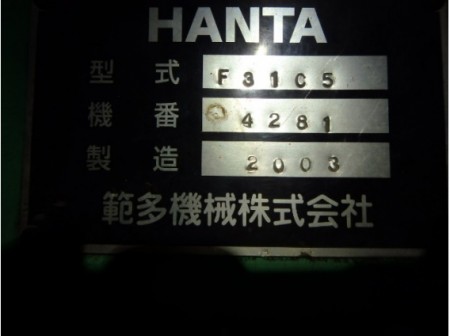 HANTA
型式 F31C5
機番 4281
製造 2003
範多機械株式会社